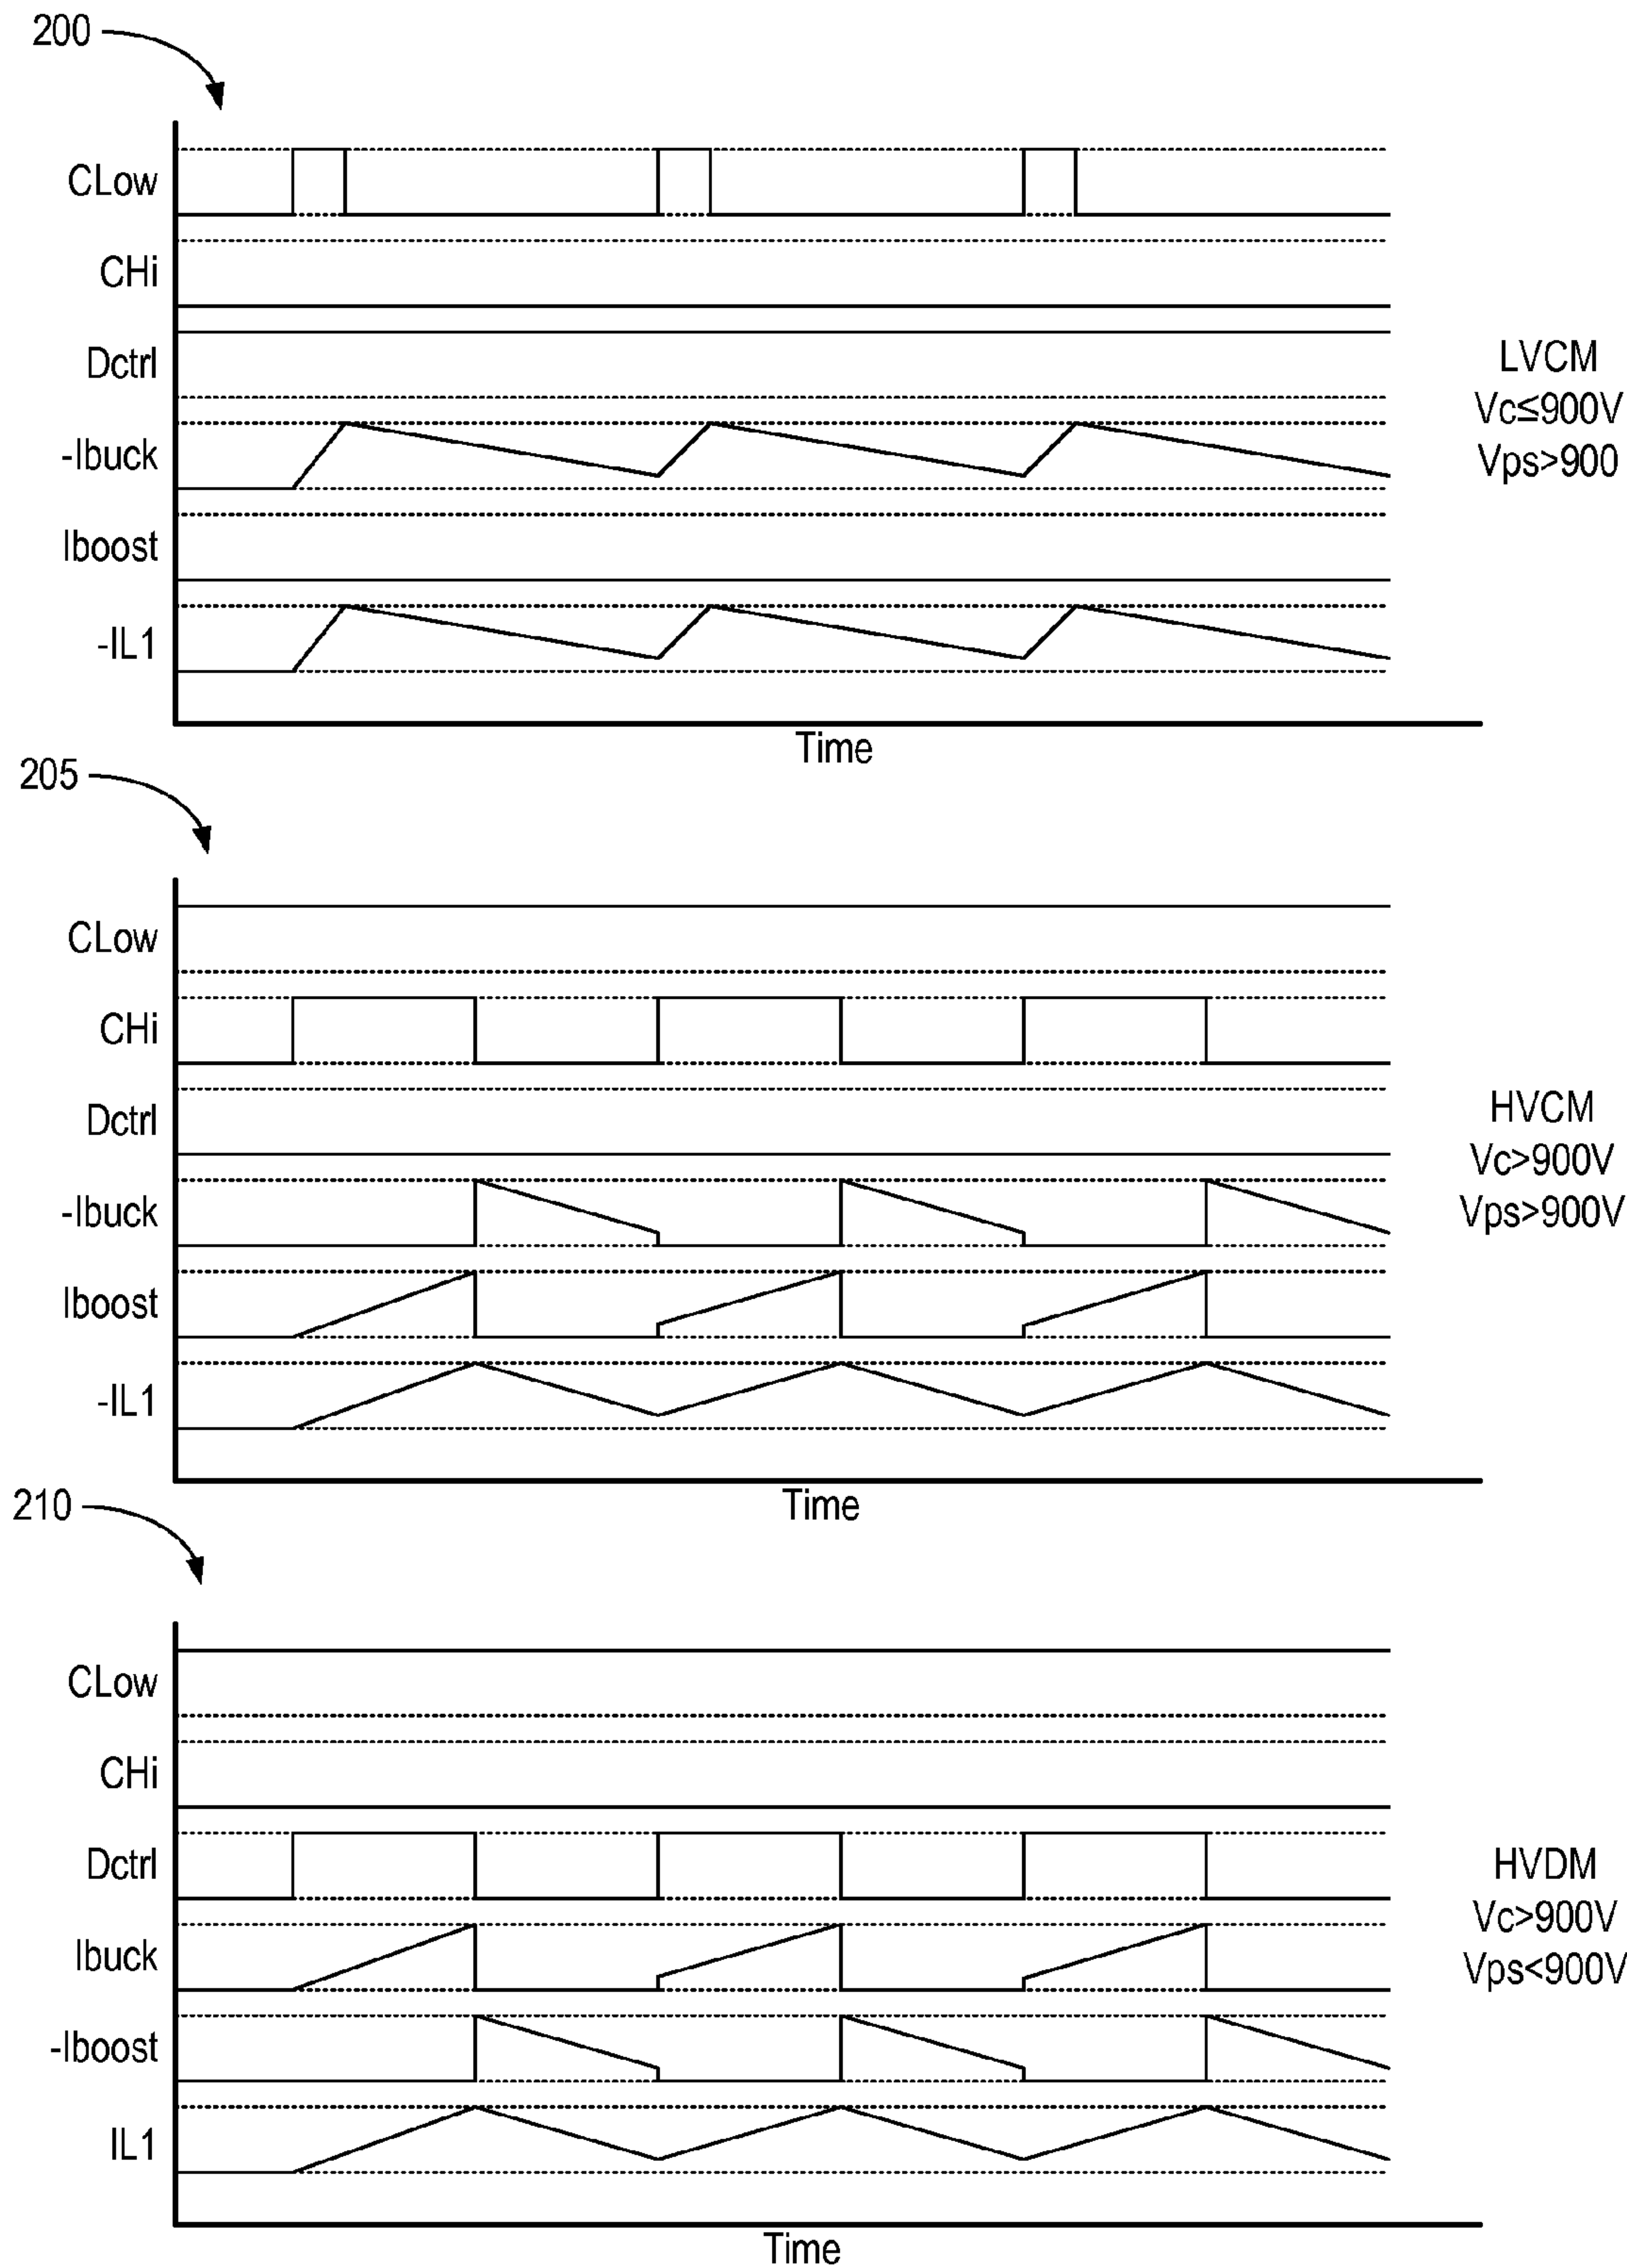 200
CLow
CHi
Dctrl
-Ibuck
Iboost
-IL1
Time
LVCM
Vc≤900V
Vps>900
205
CLow
CHi
Dctrl
-Ibuck
Iboost
-IL1
Time
HVCM
Vc>900V
Vps>900V
210
CLow
CHi
Dctrl
Ibuck
-Iboost
IL1
Time
HVDM
Vc>900V
Vps<900V